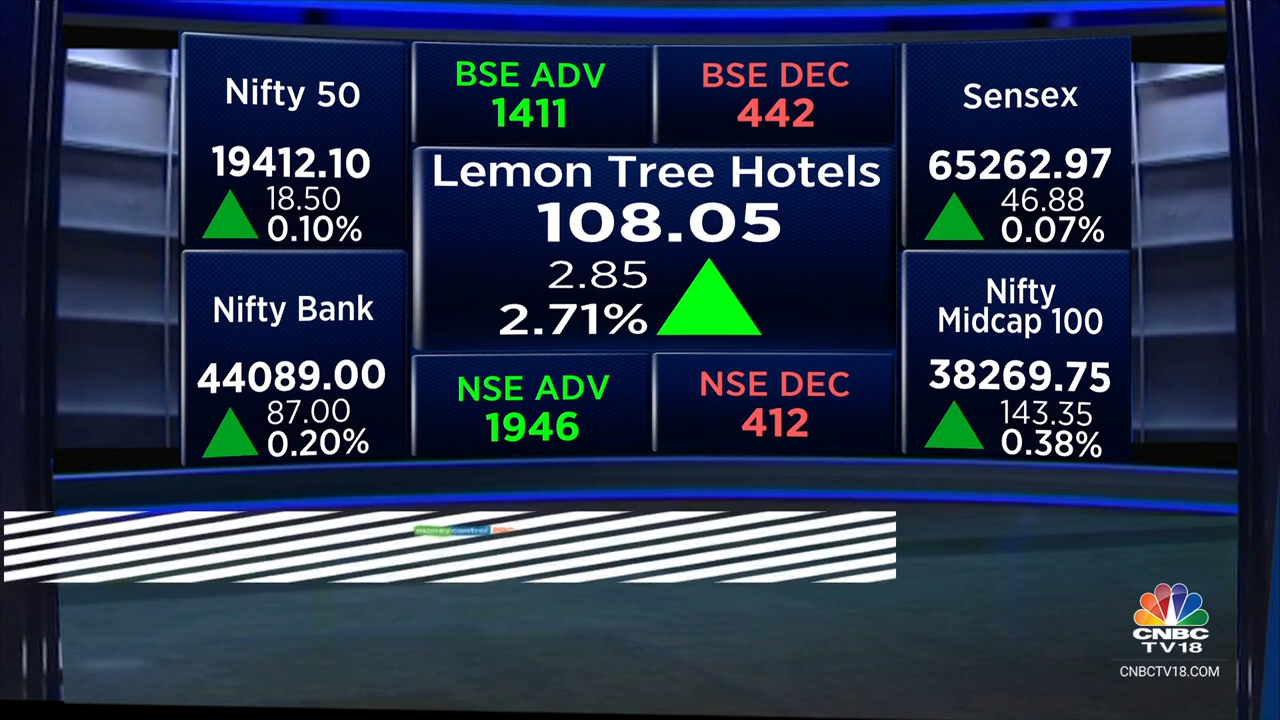 Nifty 50
19412.10
18.50
0.10%
BSE ADV
1411
BSE DEC
442
Sensex
65262.97
46.88
0.07%
Lemon Tree Hotels
108.05
2.85
2.71%
Nifty Bank
44089.00
87.00
0.20%
NSE ADV
1946
NSE DEC
412
Nifty
Midcap 100
38269.75
143.35
0.38%
moneycontrol PRO
CNBC
TV18
CNBCTV18.COM